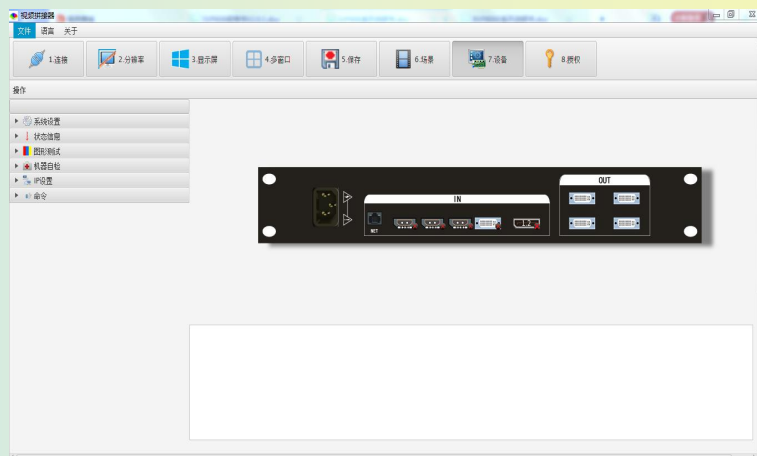 视频拼接器
文件 语言 关于
1.连接 2.分辨率 3.显示屏 4.多窗口 5.保存 6.场景 7.设备 8.授权
操作
系统设置
状态信息
图形测试
机器自检
IP设置
命令
IN
OUT
NET
1.2